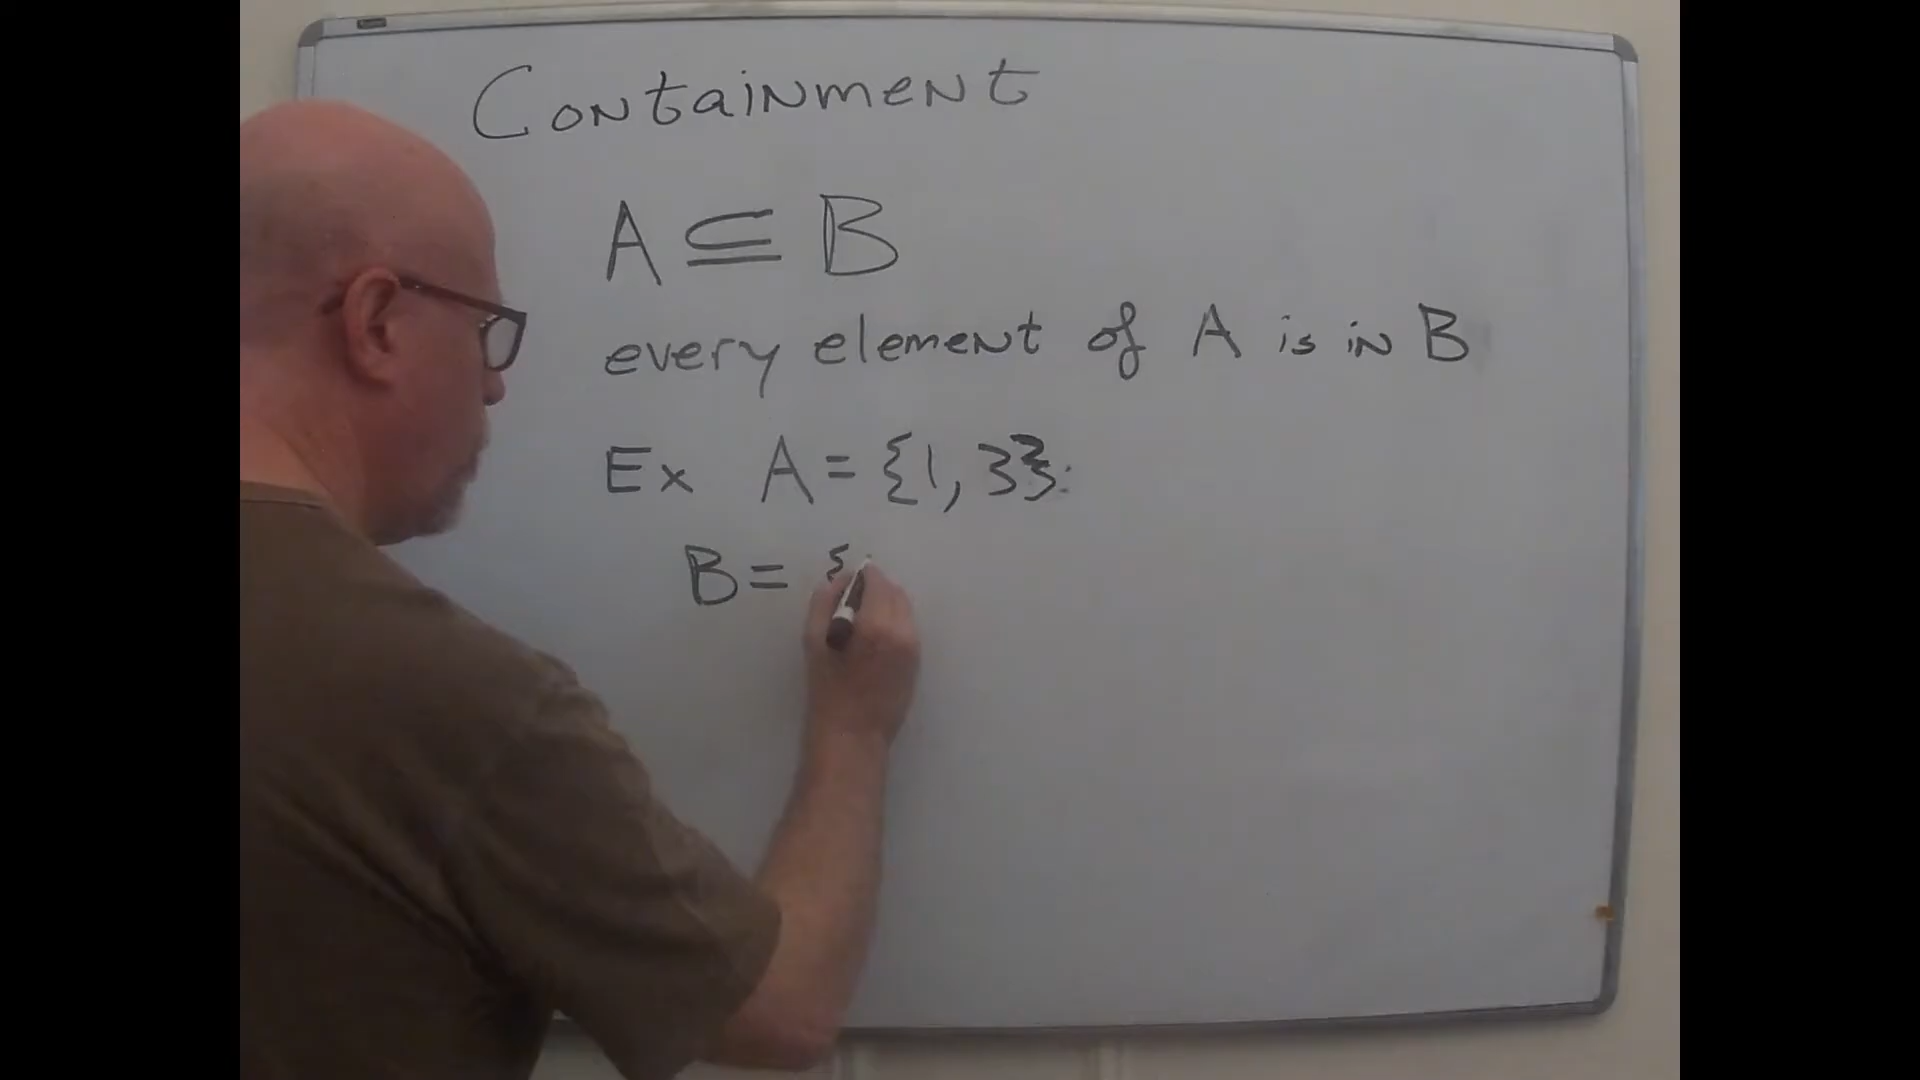 Containment
A ⊆ B
every element of A is in B
Ex A = {1, 3}
B = {